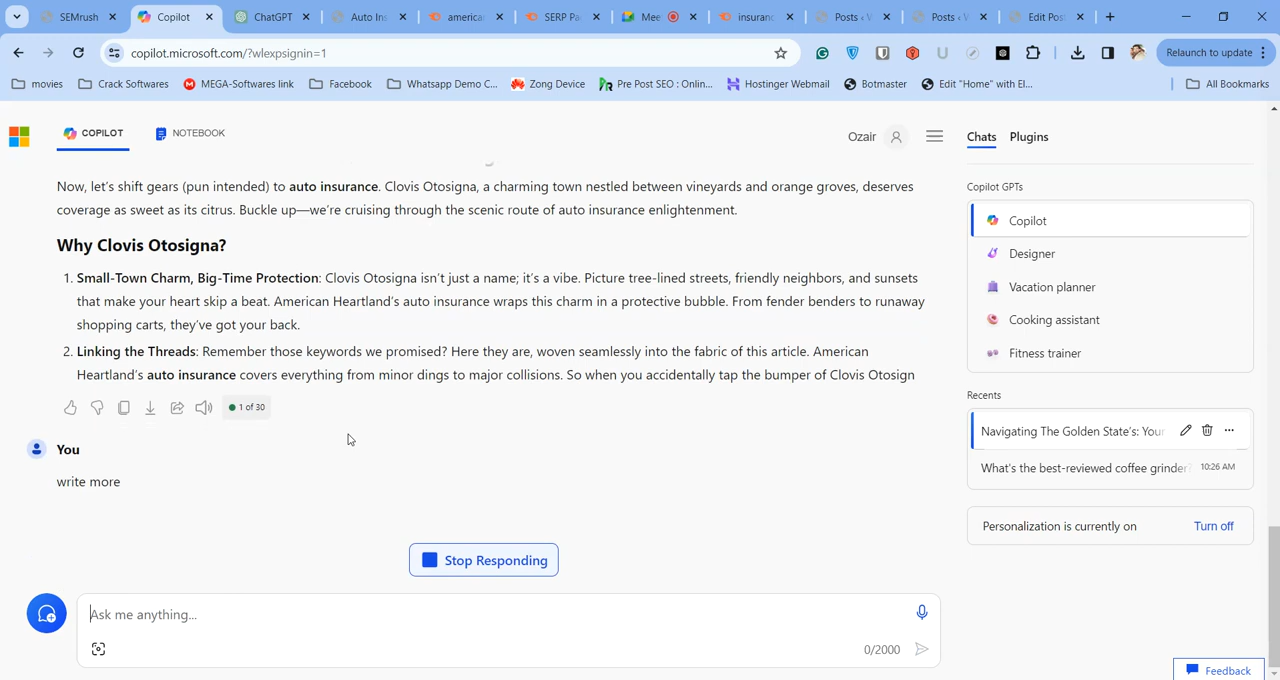 SEMrush
Copilot
ChatGPT
Auto Ins
american
SERP Pa
Mee
insuranc
Posts ‹ W
Posts ‹ W
Edit Pos
copilot.microsoft.com/?wlexpsignin=1
Relaunch to update
movies
Crack Softwares
MEGA-Softwares link
Facebook
Whatsapp Demo C...
Zong Device
Pre Post SEO : Onlin...
Hostinger Webmail
Botmaster
Edit "Home" with El...
All Bookmarks
COPILOT
NOTEBOOK
Ozair
Chats
Plugins
Now, let's shift gears (pun intended) to auto insurance. Clovis Otosigna, a charming town nestled between vineyards and orange groves, deserves
coverage as sweet as its citrus. Buckle up—we're cruising through the scenic route of auto insurance enlightenment.
Why Clovis Otosigna?
1. Small-Town Charm, Big-Time Protection: Clovis Otosigna isn't just a name; it's a vibe. Picture tree-lined streets, friendly neighbors, and sunsets
that make your heart skip a beat. American Heartland's auto insurance wraps this charm in a protective bubble. From fender benders to runaway
shopping carts, they've got your back.
2. Linking the Threads: Remember those keywords we promised? Here they are, woven seamlessly into the fabric of this article. American
Heartland's auto insurance covers everything from minor dings to major collisions. So when you accidentally tap the bumper of Clovis Otosign
1 of 30
You
write more
Stop Responding
Ask me anything...
0/2000
Copilot GPTs
Copilot
Designer
Vacation planner
Cooking assistant
Fitness trainer
Recents
Navigating The Golden State's: Your
What's the best-reviewed coffee grinder?
10:26 AM
Personalization is currently on
Turn off
Feedback